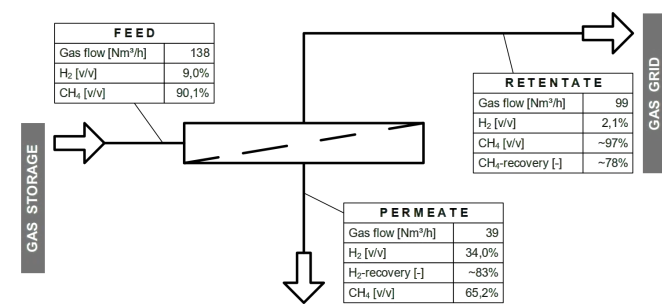 FEED
Gas flow [Nm³/h] 138
H₂ [v/v] 9,0%
CH₄ [v/v] 90,1%
GAS STORAGE
RETENTATE
Gas flow [Nm³/h] 99
H₂ [v/v] 2,1%
CH₄ [v/v] ~97%
CH₄-recovery [-] ~78%
GAS GRID
PERMEATE
Gas flow [Nm³/h] 39
H₂ [v/v] 34,0%
H₂-recovery [-] ~83%
CH₄ [v/v] 65,2%